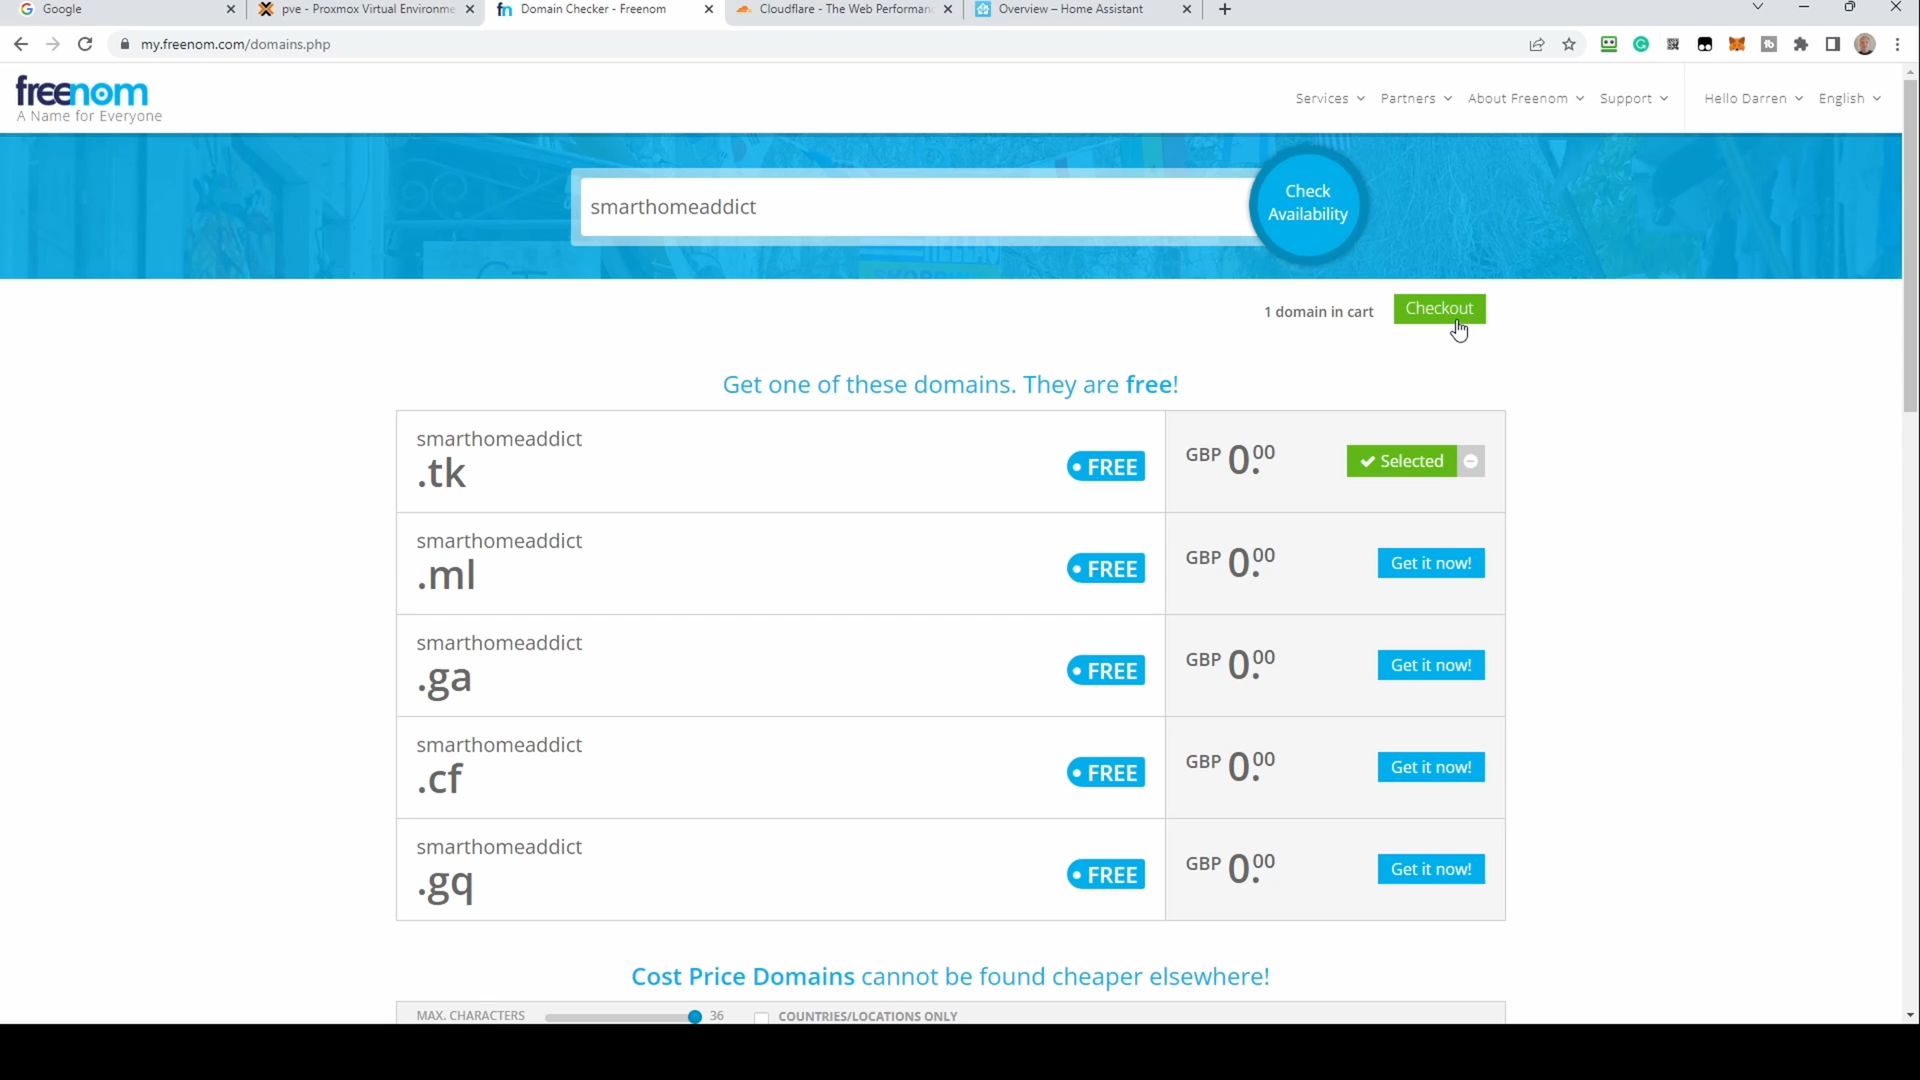 Google
pve - Proxmox Virtual Environme
Domain Checker - Freenom
Cloudflare - The Web Performanc
Overview – Home Assistant
my.freenom.com/domains.php
freenom
A Name for Everyone
Services
Partners
About Freenom
Support
Hello Darren
English
smarthomeaddict
Check
Availability
1 domain in cart
Checkout
Get one of these domains. They are free!
smarthomeaddict
.tk
FREE
GBP 0.00
Selected
smarthomeaddict
.ml
FREE
GBP 0.00
Get it now!
smarthomeaddict
.ga
FREE
GBP 0.00
Get it now!
smarthomeaddict
.cf
FREE
GBP 0.00
Get it now!
smarthomeaddict
.gq
FREE
GBP 0.00
Get it now!
Cost Price Domains cannot be found cheaper elsewhere!
MAX. CHARACTERS
36
COUNTRIES/LOCATIONS ONLY